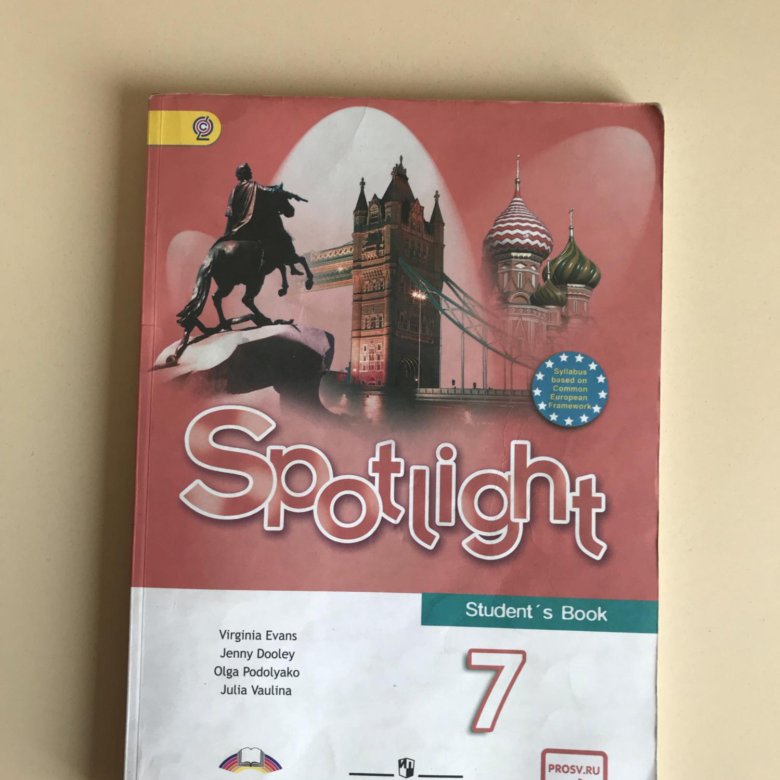 Syllabus
based on
Common
European
Framework
Spotlight
Student´s Book
Virginia Evans
Jenny Dooley
Olga Podolyako
Julia Vaulina
7
PROSV.RU